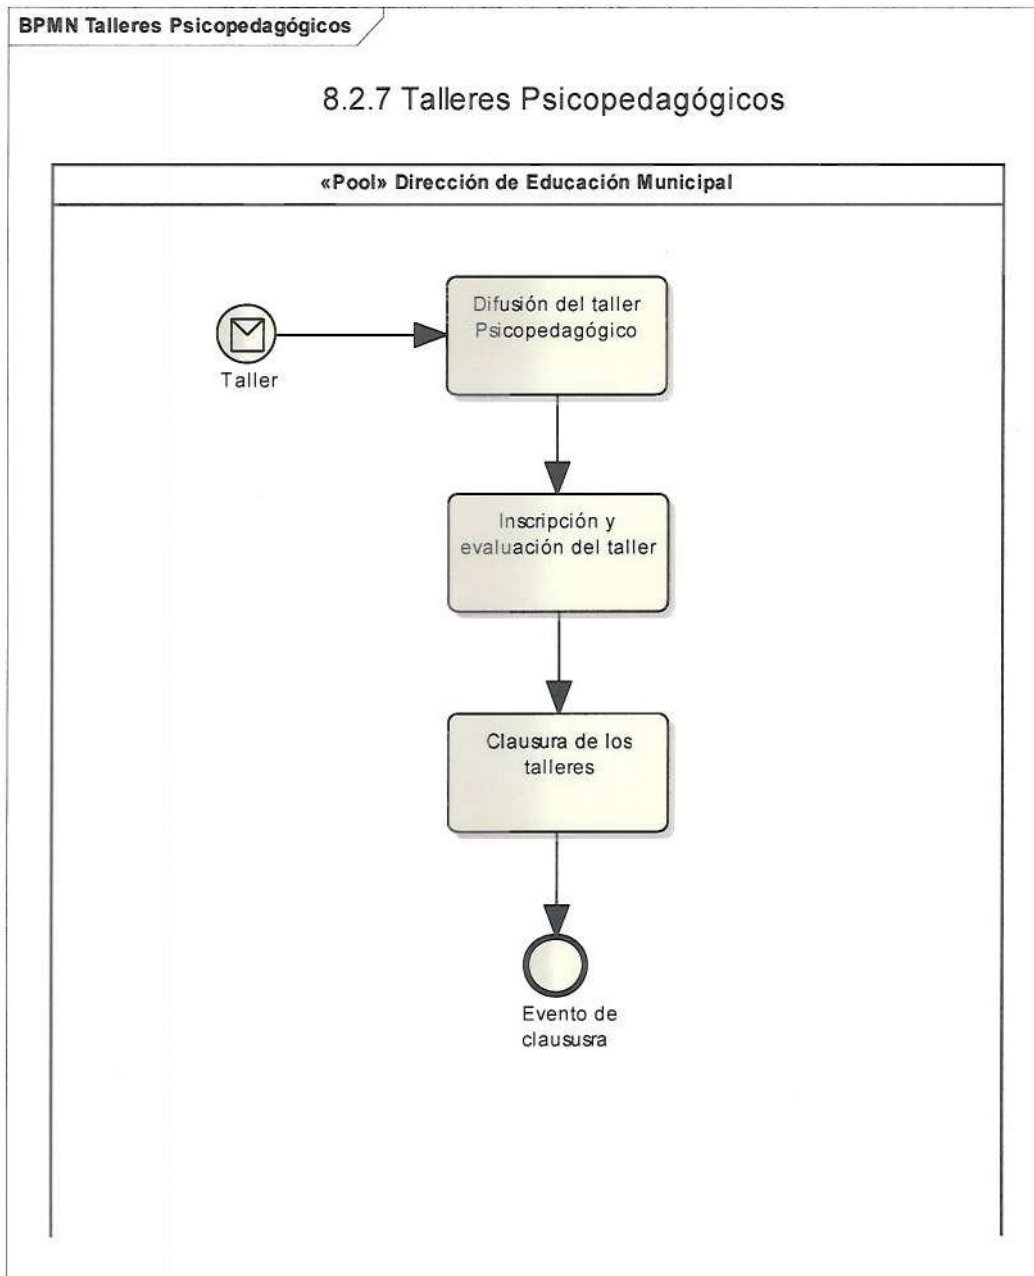 BPMN Talleres Psicopedagógicos
8.2.7 Talleres Psicopedagógicos
«Pool» Dirección de Educación Municipal
Difusión del taller
Psicopedagógico
Taller
Inscripción y
evaluación del taller
Clausura de los
talleres
Evento de
claususra